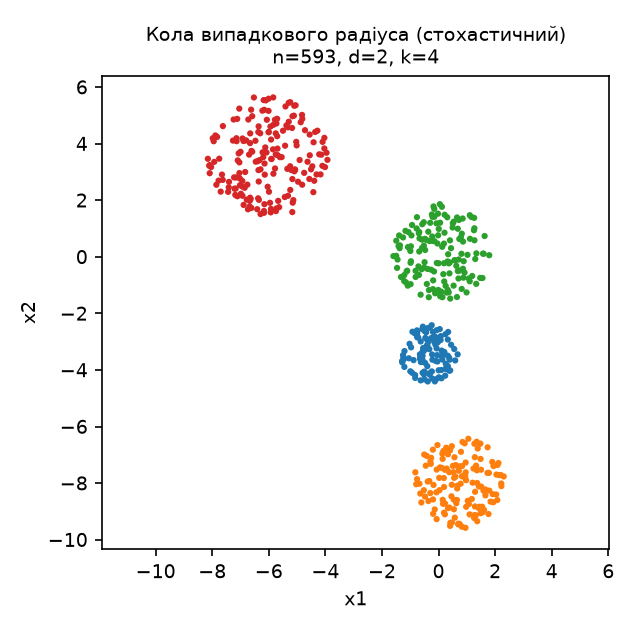 Кола випадкового радіуса (стохастичний)
n=593, d=2, k=4
6
4
2
0
−2
−4
−6
−8
−10
x2
−10 −8 −6 −4 −2 0 2 4 6
x1